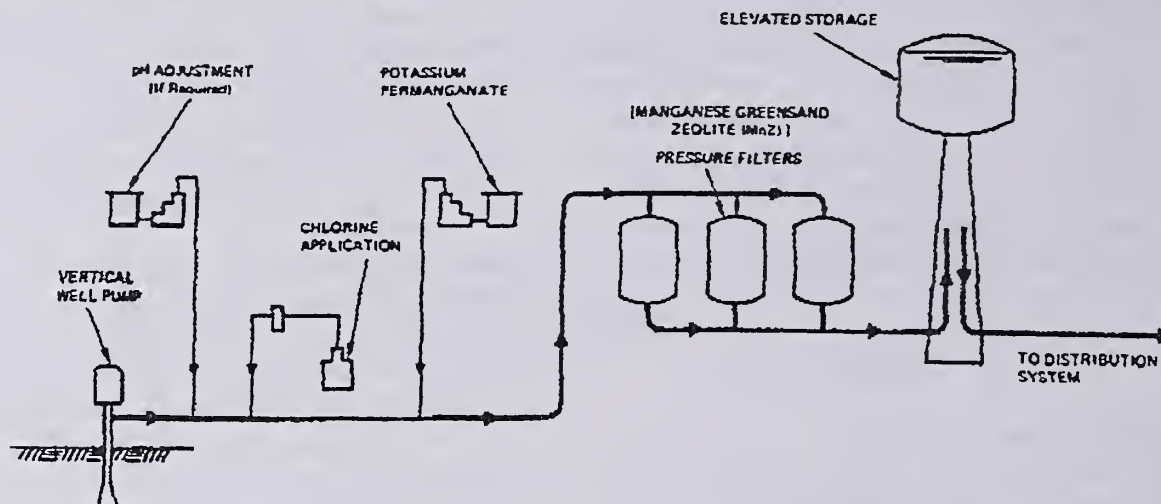 ELEVATED STORAGE
pH ADJUSTMENT
(If Required)
POTASSIUM
PERMANGANATE
[MANGANESE GREENSAND
ZEOLITE (MnZ)]
PRESSURE FILTERS
CHLORINE
APPLICATION
VERTICAL
WELL PUMP
TO DISTRIBUTION
SYSTEM